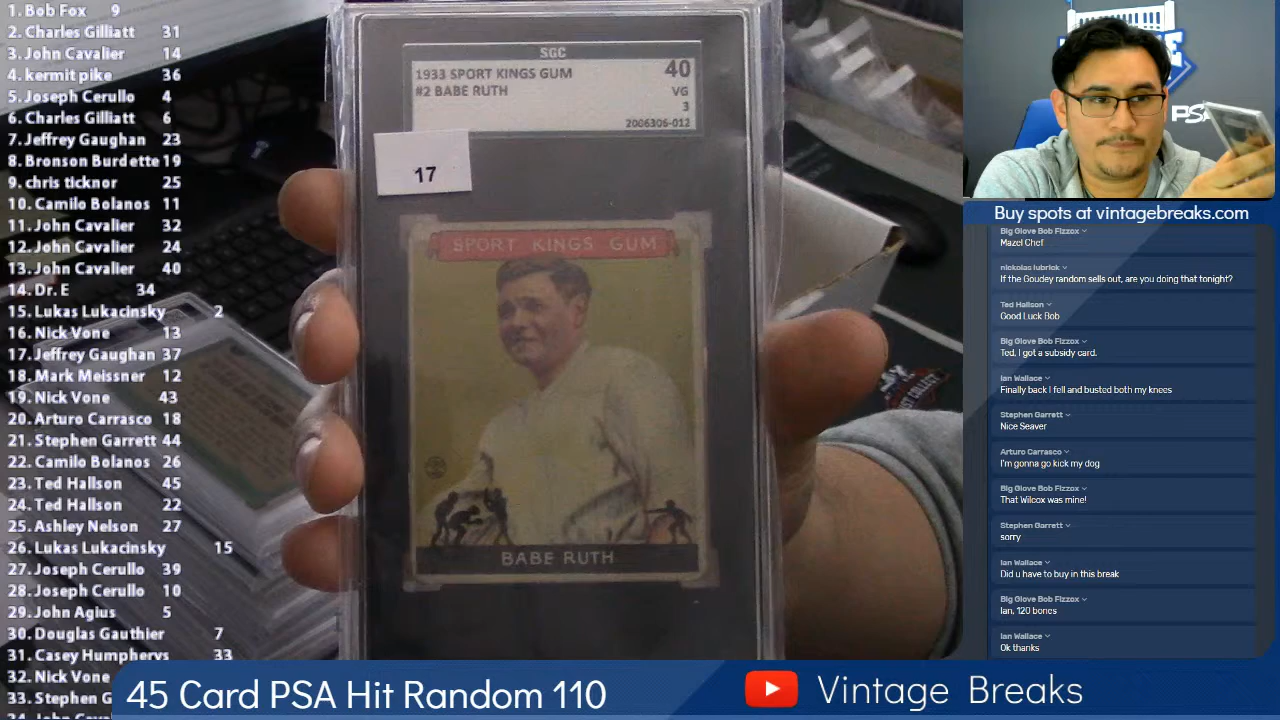 1. Bob Fox 9
2. Charles Gilliatt 31
3. John Cavalier 14
4. kermit pike 36
5. Joseph Cerullo 4
6. Charles Gilliatt 6
7. Jeffrey Gaughan 23
8. Bronson Burdette 19
9. chris ticknor 25
10. Camilo Bolanos 11
11. John Cavalier 32
12. John Cavalier 24
13. John Cavalier 40
14. Dr. E 34
15. Lukas Lukacinsky 2
16. Nick Vone 13
17. Jeffrey Gaughan 37
18. Mark Meissner 12
19. Nick Vone 43
20. Arturo Carrasco 18
21. Stephen Garrett 44
22. Camilo Bolanos 26
23. Ted Hallson 45
24. Ted Hallson 22
25. Ashley Nelson 27
26. Lukas Lukacinsky 15
27. Joseph Cerullo 39
28. Joseph Cerullo 10
29. John Agius 5
30. Douglas Gauthier 7
31. Casey Humphervs 33
32. Nick Vone
33. Stephen G
34. John Caval
SGC
1933 SPORT KINGS GUM 40
#2 BABE RUTH VG
3
2006306-012
17
SPORT KINGS GUM
BABE RUTH
PSA
Buy spots at vintagebreaks.com
Big Glove Bob Fizzox
Mazel Chef
nickolas lubrick
If the Goudey random sells out, are you doing that tonight?
Ted Hallson
Good Luck Bob
Big Glove Bob Fizzox
Ted, I got a subsidy card.
Ian Wallace
Finally back I fell and busted both my knees
Stephen Garrett
Nice Seaver
Arturo Carrasco
I'm gonna go kick my dog
Big Glove Bob Fizzox
That Wilcox was mine!
Stephen Garrett
sorry
Ian Wallace
Did u have to buy in this break
Big Glove Bob Fizzox
Ian, 120 bones
Ian Wallace
Ok thanks
45 Card PSA Hit Random 110
Vintage Breaks